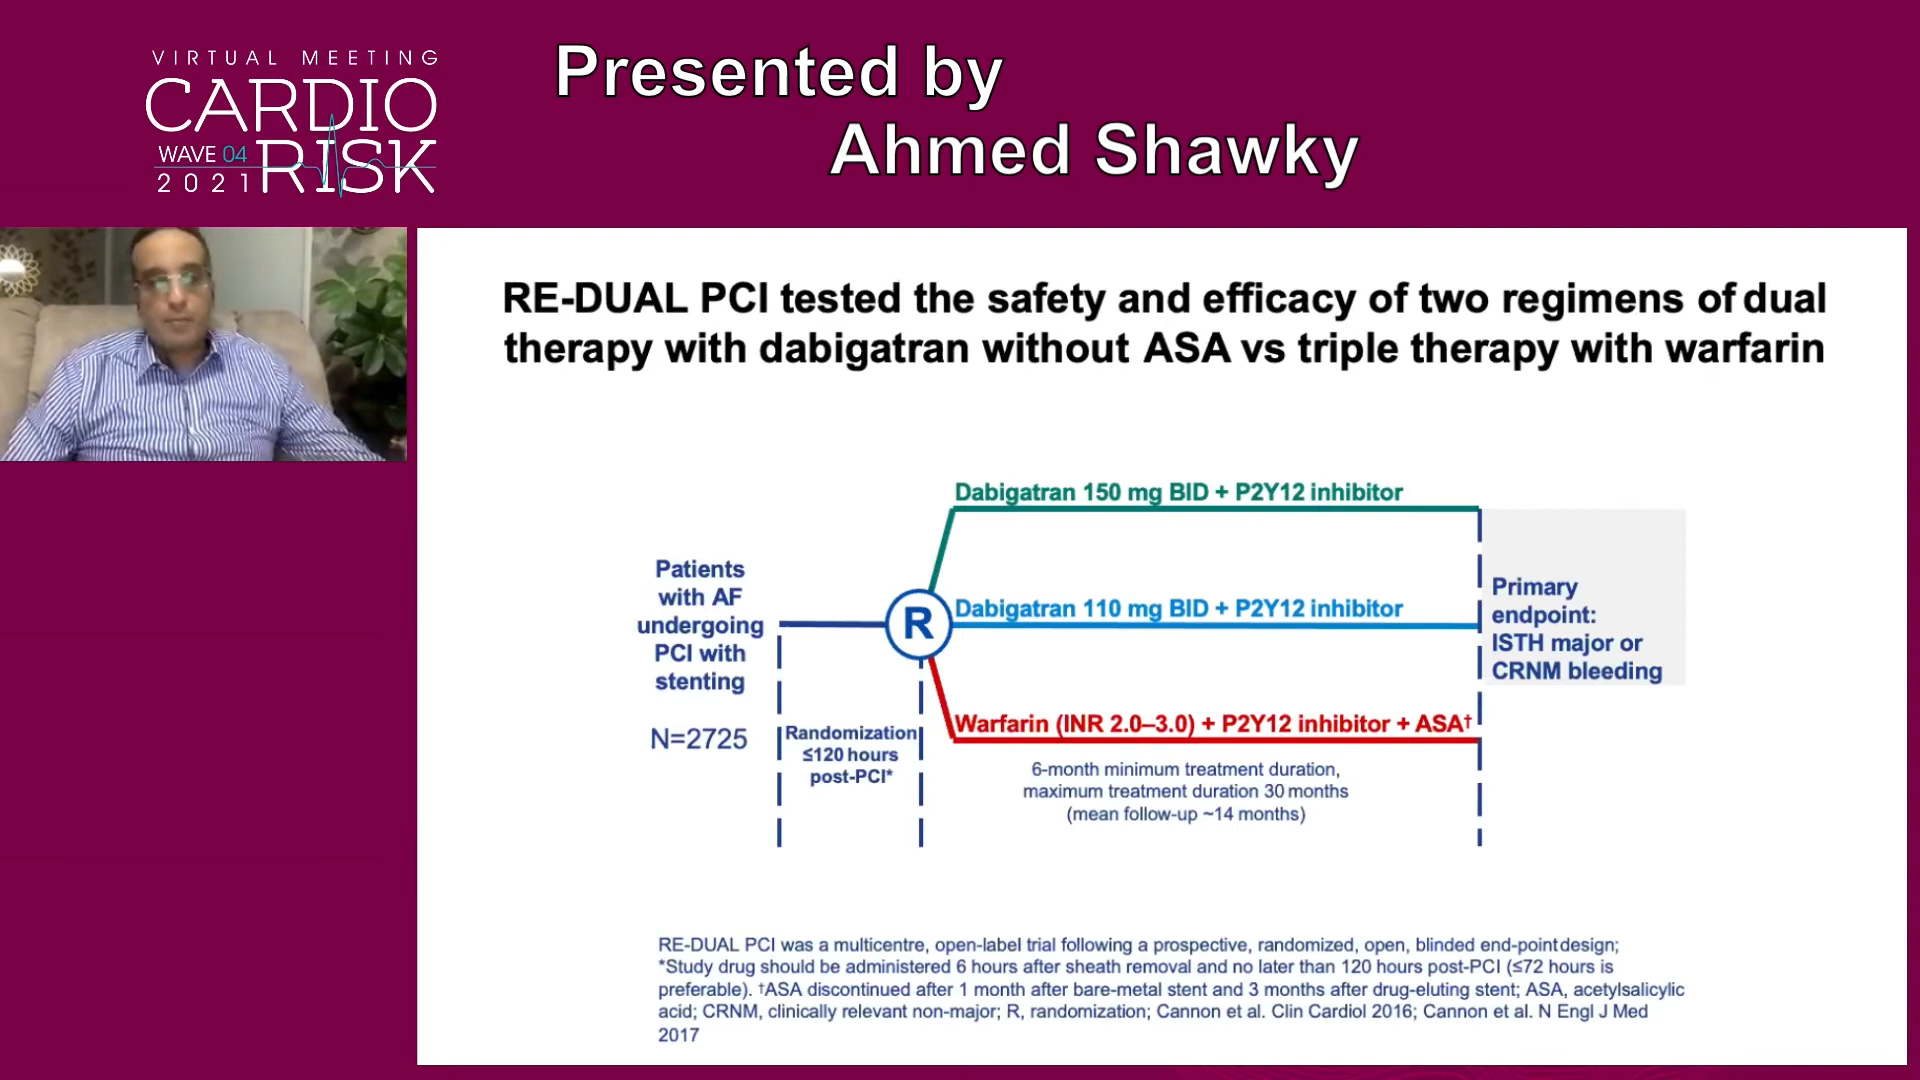 VIRTUAL MEETING
CARDIO
WAVE 04
2021 RISK
Presented by
Ahmed Shawky
RE-DUAL PCI tested the safety and efficacy of two regimens of dual
therapy with dabigatran without ASA vs triple therapy with warfarin
Patients
with AF
undergoing
PCI with
stenting
N=2725
Randomization
≤120 hours
post-PCI*
R
Dabigatran 150 mg BID + P2Y12 inhibitor
Dabigatran 110 mg BID + P2Y12 inhibitor
Warfarin (INR 2.0–3.0) + P2Y12 inhibitor + ASA†
6-month minimum treatment duration,
maximum treatment duration 30 months
(mean follow-up ~14 months)
Primary
endpoint:
ISTH major or
CRNM bleeding
RE-DUAL PCI was a multicentre, open-label trial following a prospective, randomized, open, blinded end-point design;
*Study drug should be administered 6 hours after sheath removal and no later than 120 hours post-PCI (≤72 hours is
preferable). †ASA discontinued after 1 month after bare-metal stent and 3 months after drug-eluting stent; ASA, acetylsalicylic
acid; CRNM, clinically relevant non-major; R, randomization; Cannon et al. Clin Cardiol 2016; Cannon et al. N Engl J Med
2017